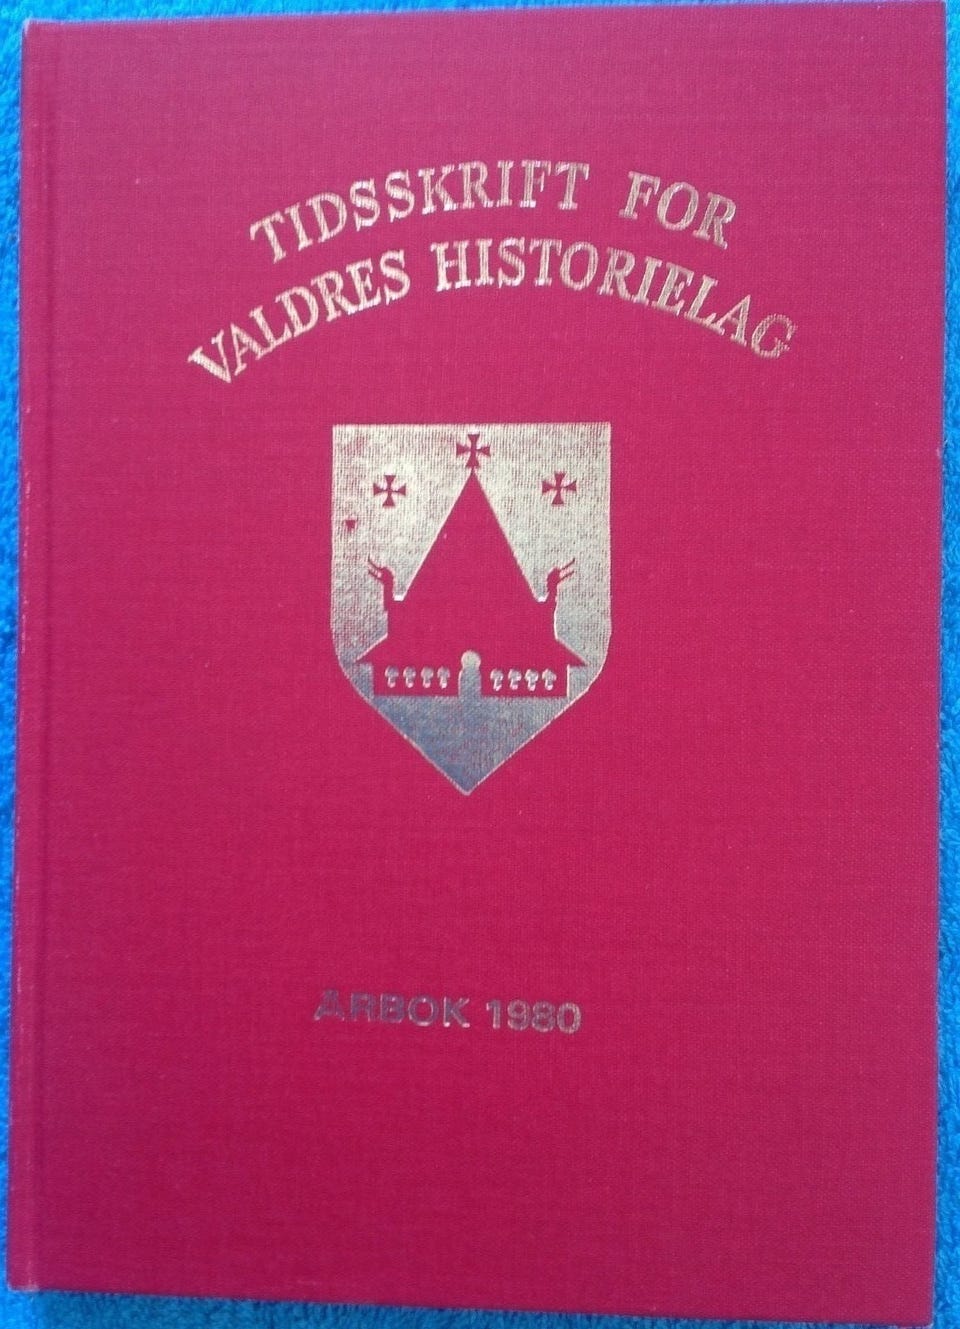 TIDSSKRIFT FOR
VALDRES HISTORIELAG
ÅRBOK 1980